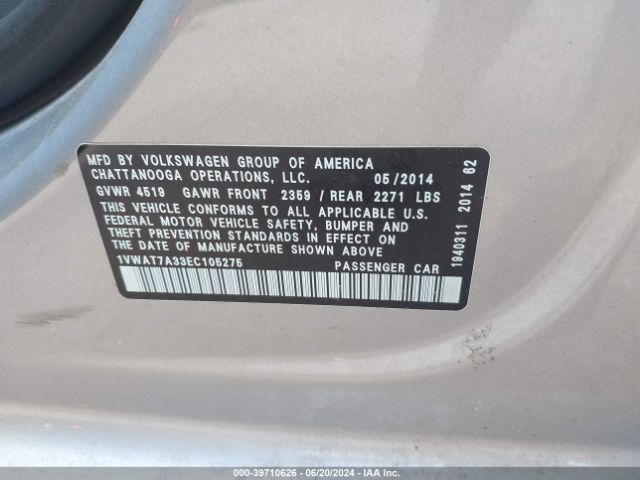 MFD BY VOLKSWAGEN GROUP OF AMERICA
CHATTANOOGA OPERATIONS, LLC. 05/2014
GVWR 4519 GAWR FRONT 2359 / REAR 2271 LBS
THIS VEHICLE CONFORMS TO ALL APPLICABLE U.S.
FEDERAL MOTOR VEHICLE SAFETY, BUMPER AND
THEFT PREVENTION STANDARDS IN EFFECT ON
THE DATE OF MANUFACTURE SHOWN ABOVE
1VWAT7A33EC105275 PASSENGER CAR
1940311 2014 62
000-39710626 - 06/20/2024 - IAAI.COM